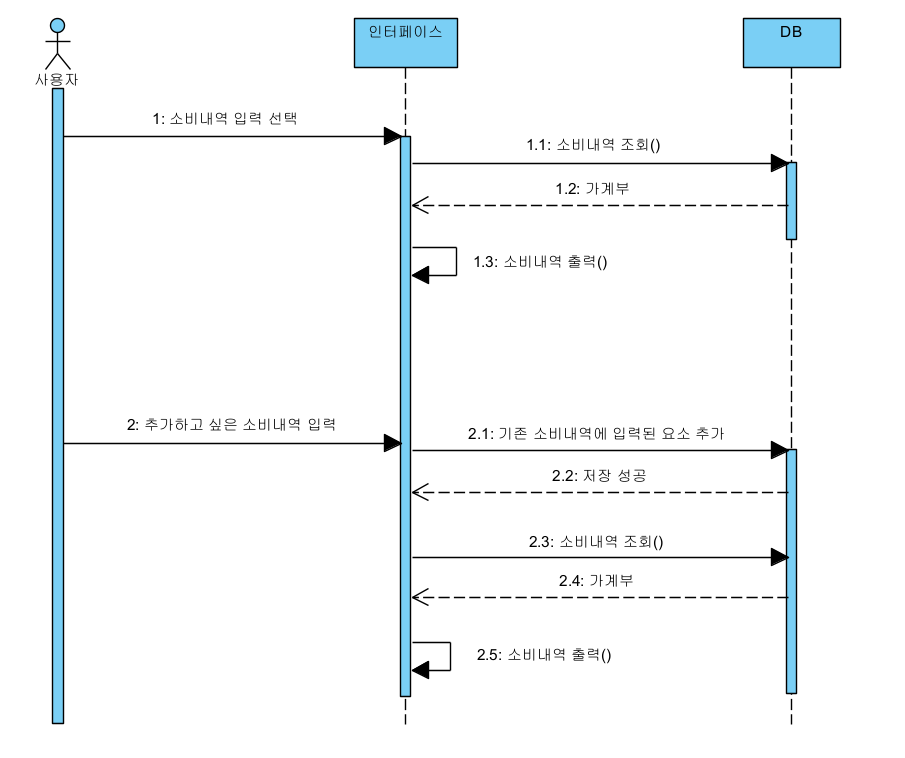 인터페이스
DB
사용자
1: 소비내역 입력 선택
1.1: 소비내역 조회()
1.2: 가계부
1.3: 소비내역 출력()
2: 추가하고 싶은 소비내역 입력
2.1: 기존 소비내역에 입력된 요소 추가
2.2: 저장 성공
2.3: 소비내역 조회()
2.4: 가계부
2.5: 소비내역 출력()